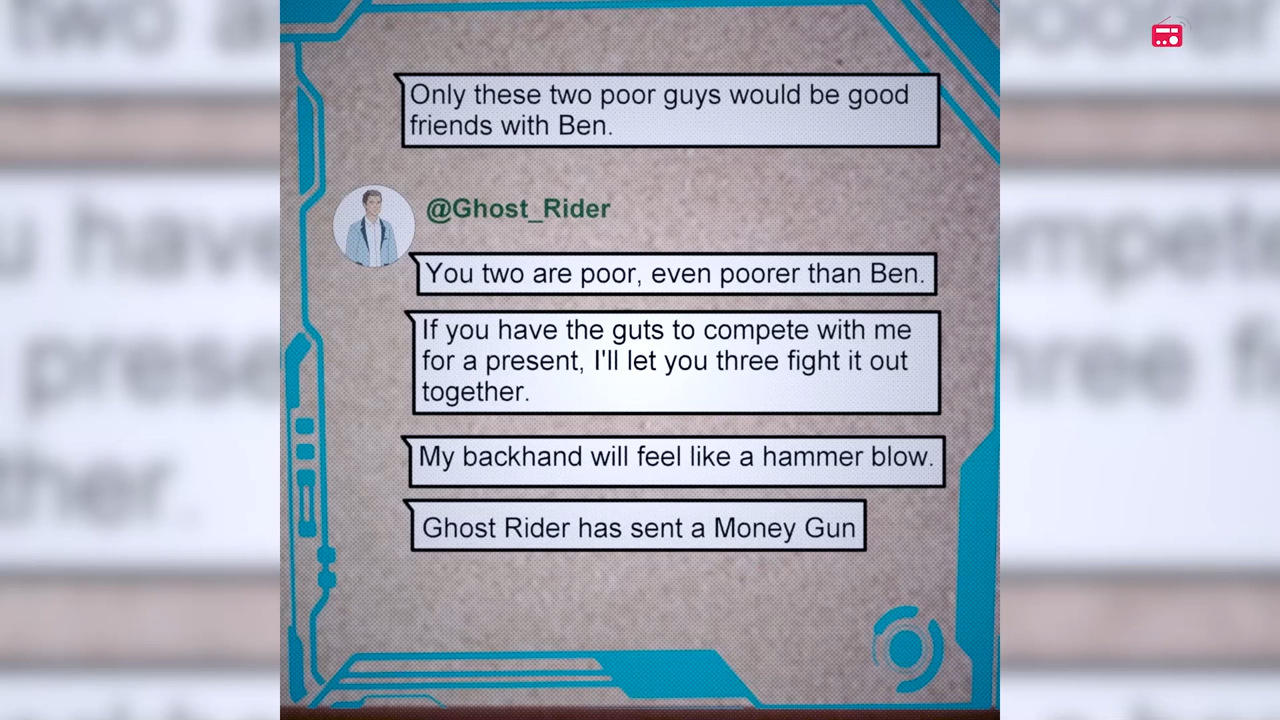 Only these two poor guys would be good
friends with Ben.
@Ghost_Rider
You two are poor, even poorer than Ben.
If you have the guts to compete with me
for a present, I'll let you three fight it out
together.
My backhand will feel like a hammer blow.
Ghost Rider has sent a Money Gun